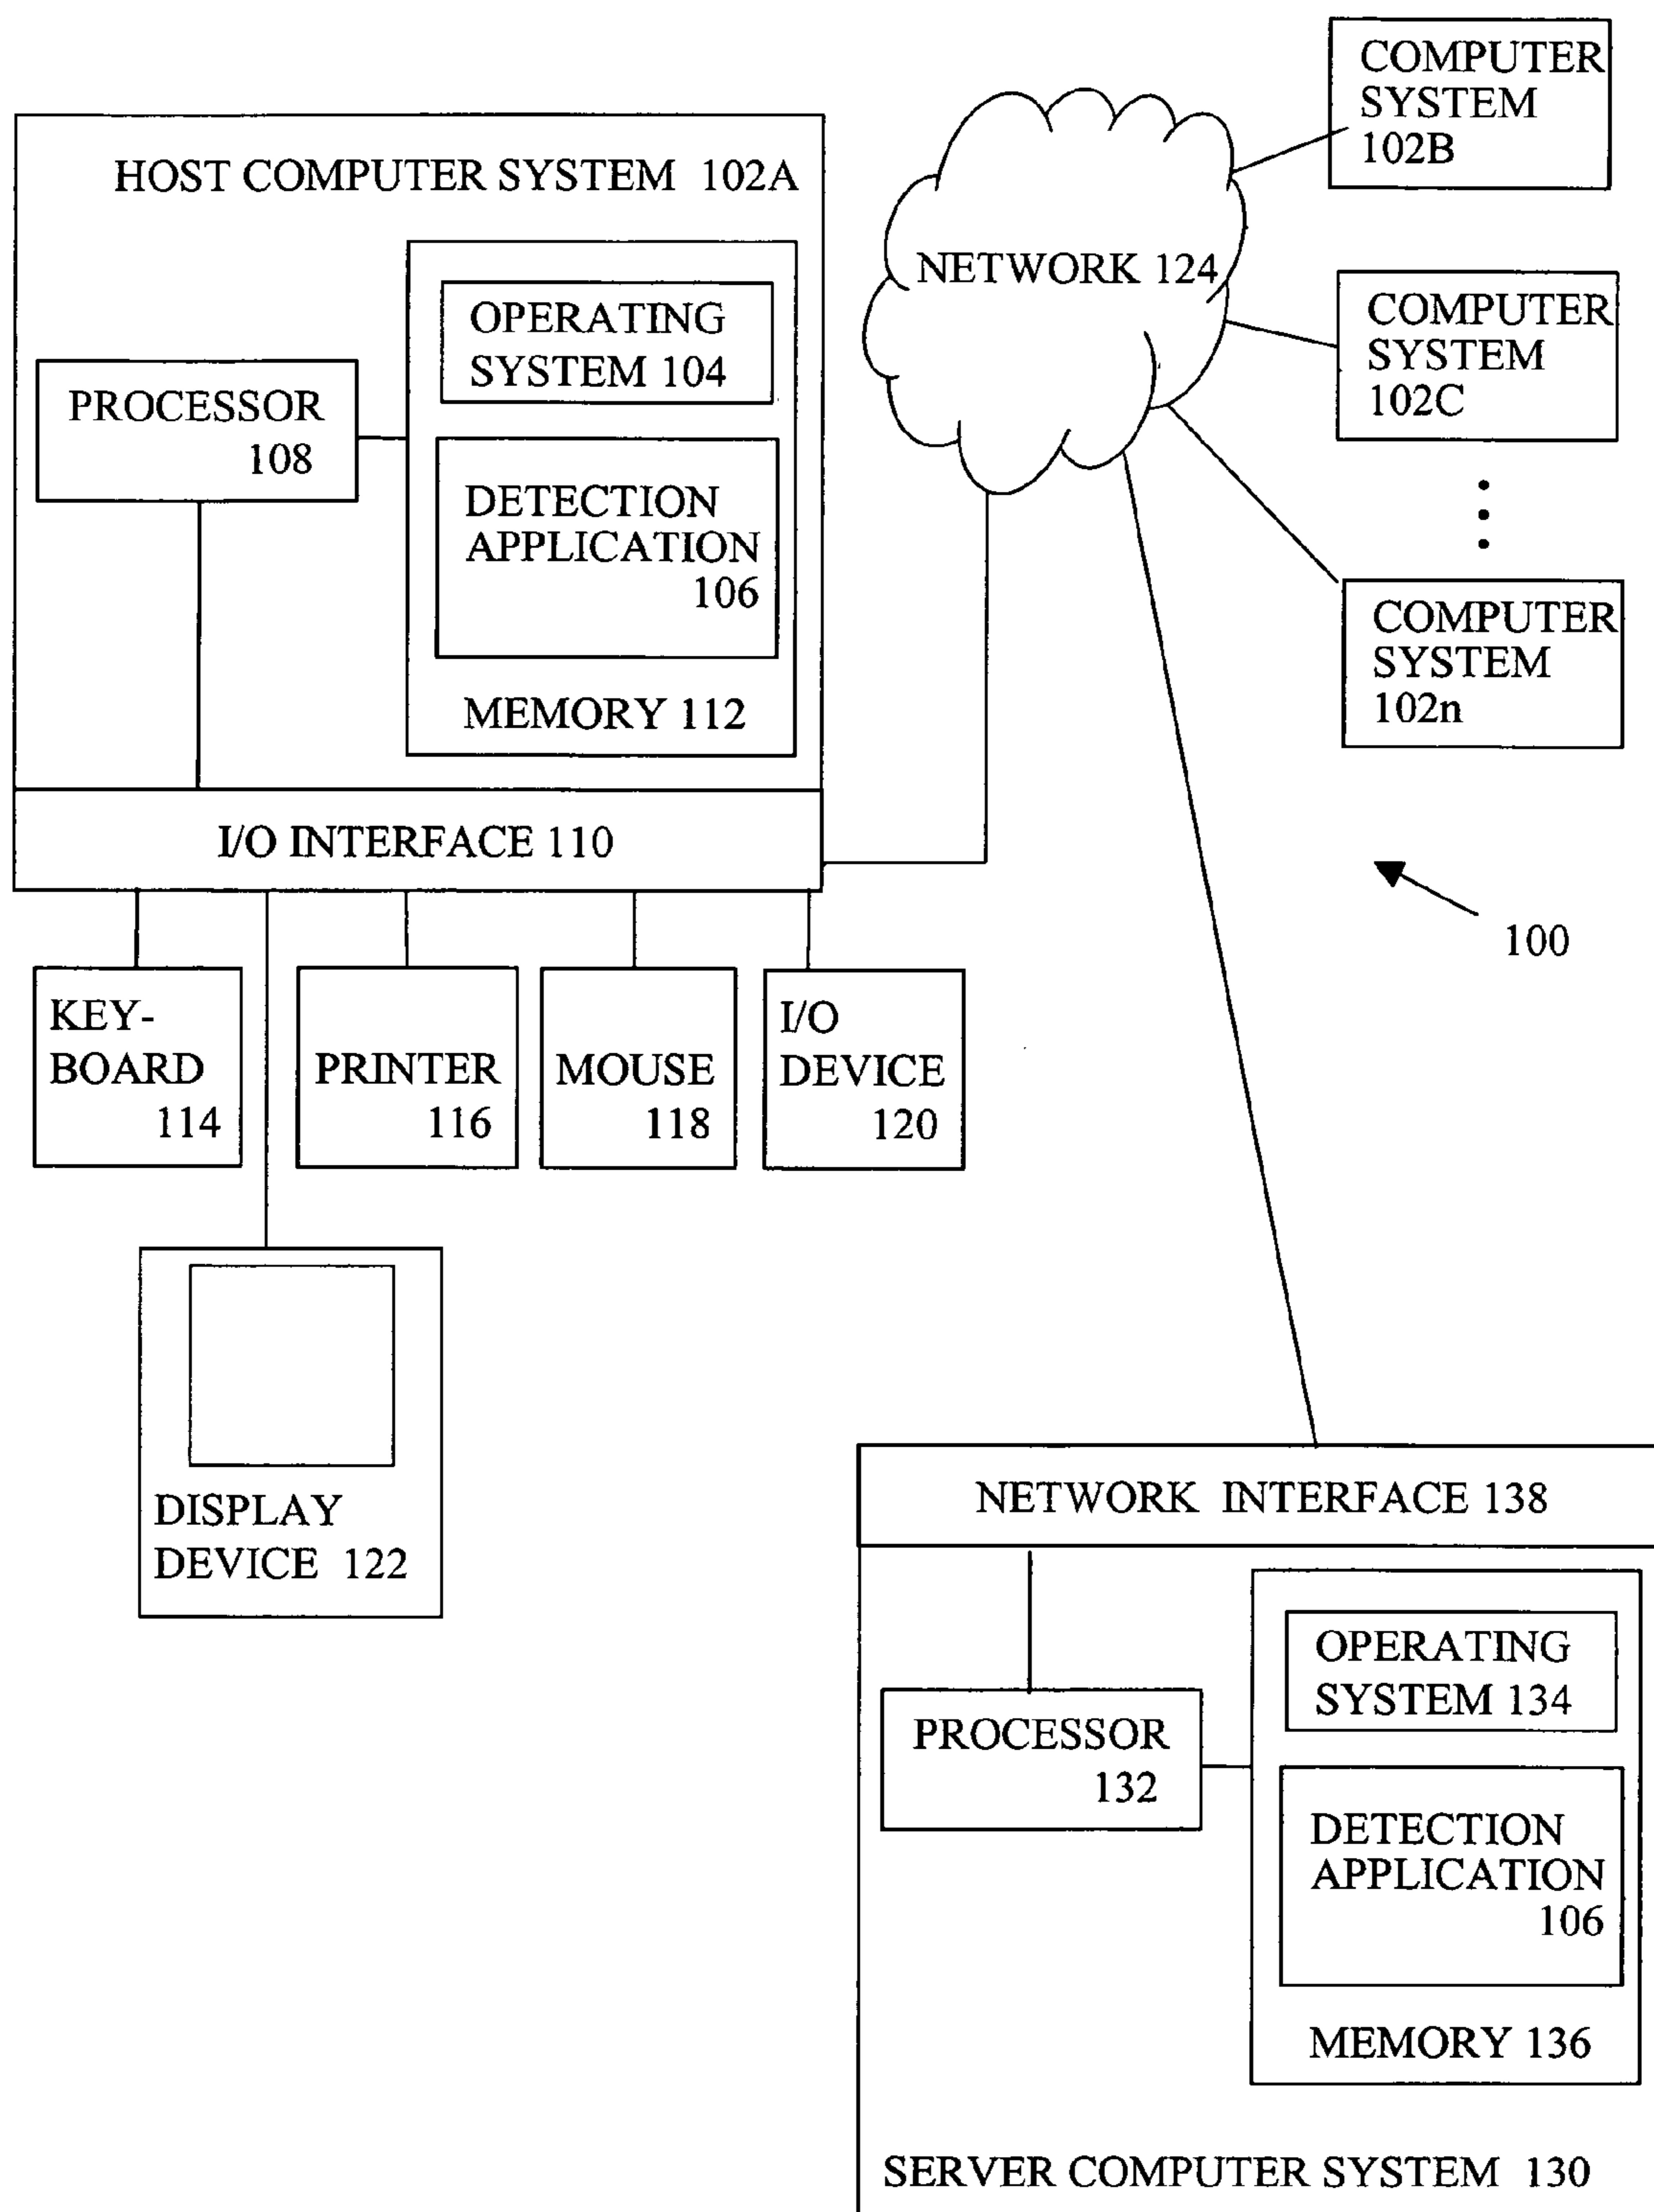 COMPUTER
SYSTEM
102B
HOST COMPUTER SYSTEM 102A
NETWORK 124
OPERATING
SYSTEM 104
COMPUTER
SYSTEM
102C
PROCESSOR
108
DETECTION
APPLICATION
106
COMPUTER
SYSTEM
102n
MEMORY 112
I/O INTERFACE 110
100
KEY-
BOARD
114
PRINTER
116
MOUSE
118
I/O
DEVICE
120
DISPLAY
DEVICE 122
NETWORK INTERFACE 138
OPERATING
SYSTEM 134
PROCESSOR
132
DETECTION
APPLICATION
106
MEMORY 136
SERVER COMPUTER SYSTEM 130